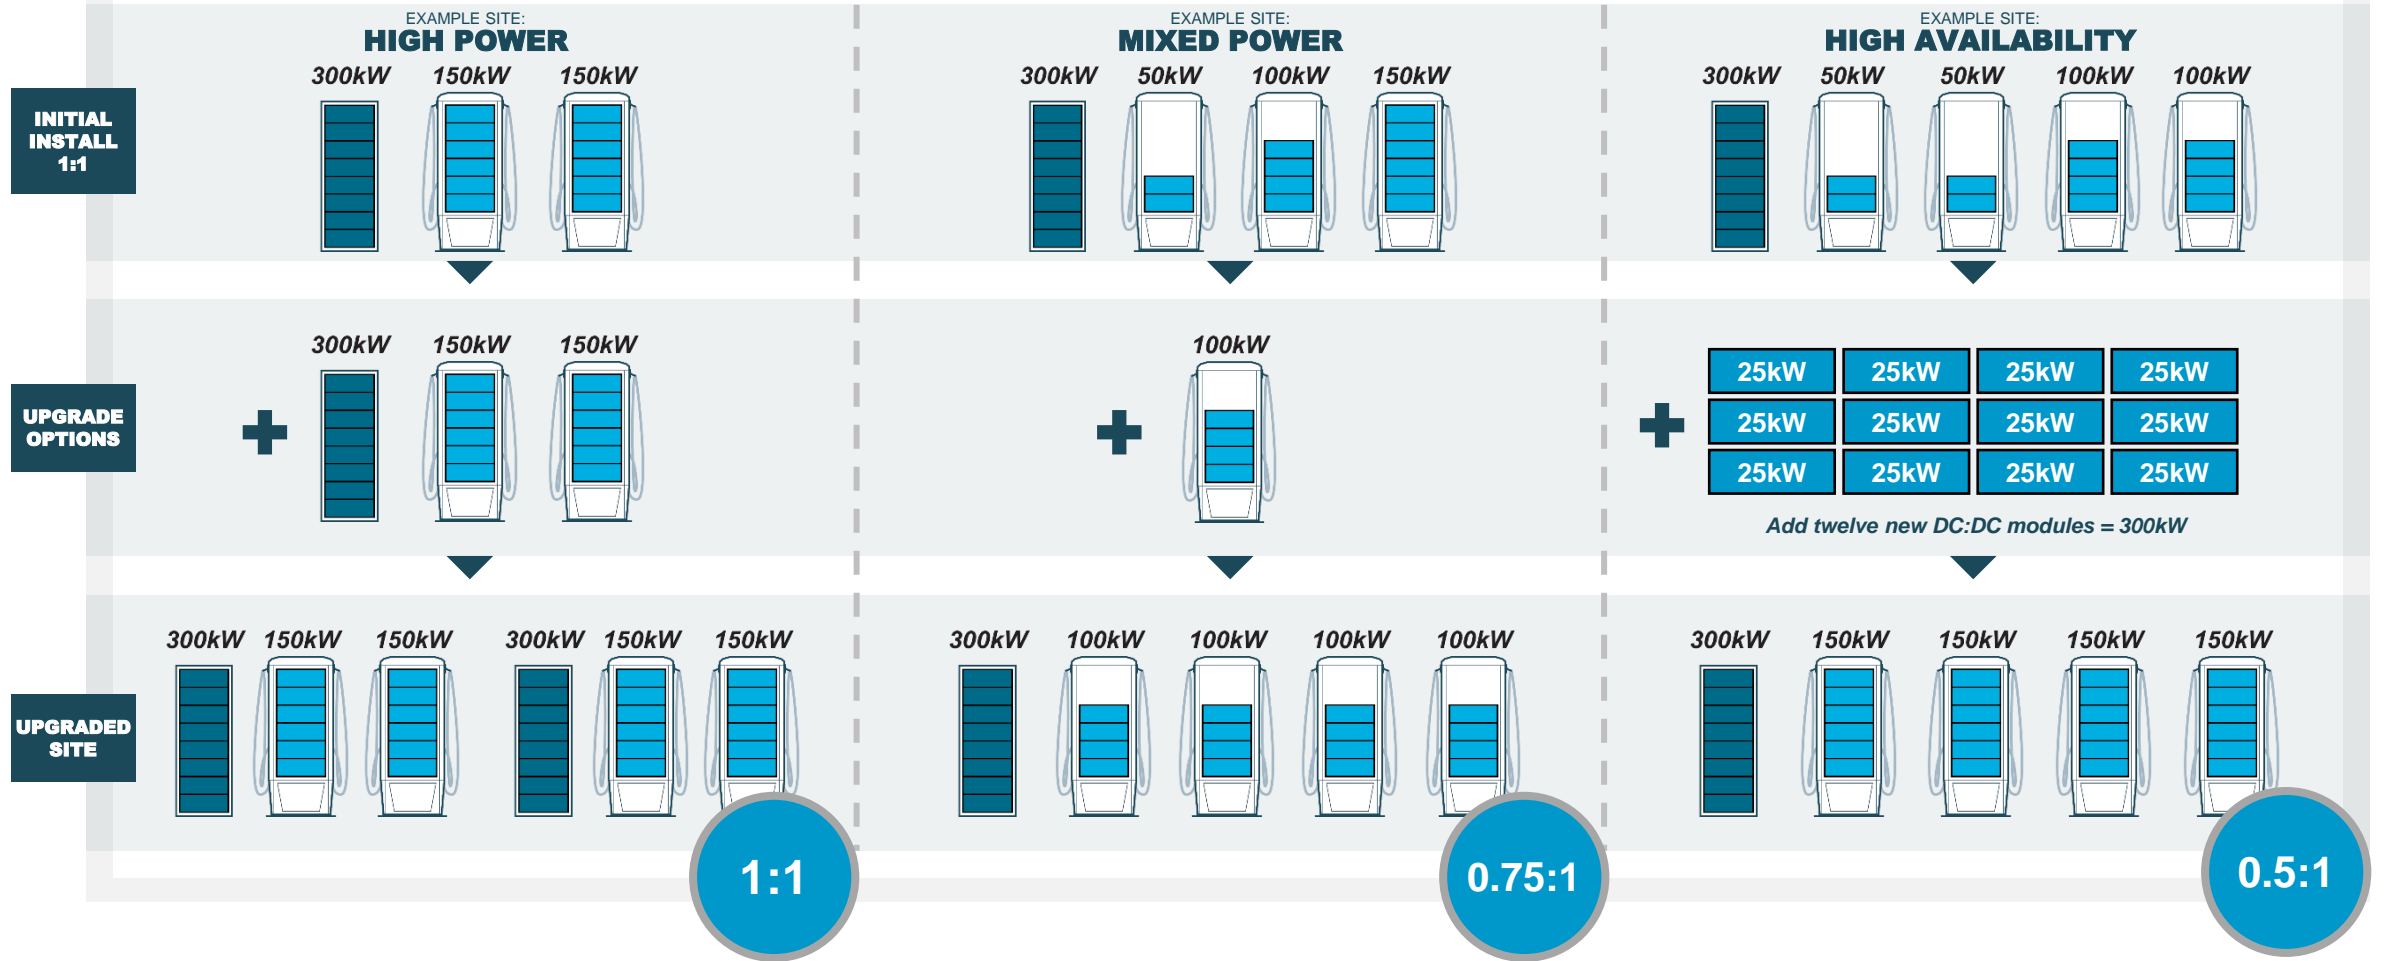 EXAMPLE SITE:
HIGH POWER
EXAMPLE SITE:
MIXED POWER
EXAMPLE SITE:
HIGH AVAILABILITY
INITIAL
INSTALL
1:1
300kW 150kW 150kW
300kW 50kW 100kW 150kW
300kW 50kW 50kW 100kW 100kW
UPGRADE
OPTIONS
300kW 150kW 150kW
100kW
25kW 25kW 25kW 25kW
25kW 25kW 25kW 25kW
25kW 25kW 25kW 25kW
Add twelve new DC:DC modules = 300kW
UPGRADED
SITE
300kW 150kW 150kW 300kW 150kW 150kW
300kW 100kW 100kW 100kW 100kW
300kW 150kW 150kW 150kW 150kW
1:1
0.75:1
0.5:1